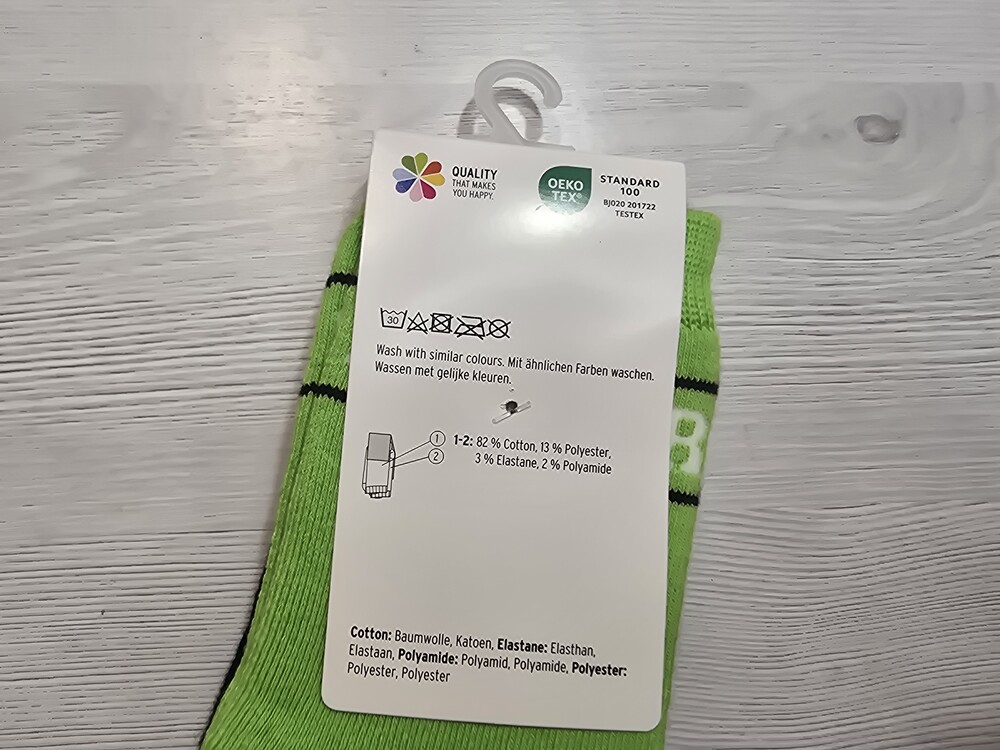 QUALITY
THAT MAKES
YOU HAPPY.
OEKO
TEX®
STANDARD
100
BJ020 201722
TESTEX
30
Wash with similar colours. Mit ähnlichen Farben waschen.
Wassen met gelijke kleuren.
1
2
1-2: 82 % Cotton, 13 % Polyester,
3 % Elastane, 2 % Polyamide
R
Cotton: Baumwolle, Katoen, Elastane: Elasthan,
Elastaan, Polyamide: Polyamid, Polyamide, Polyester:
Polyester, Polyester